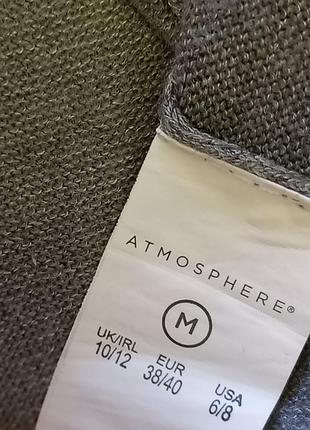 ATMOSPHERE®
M
UK/IRL EUR USA
10/12 38/40 6/8